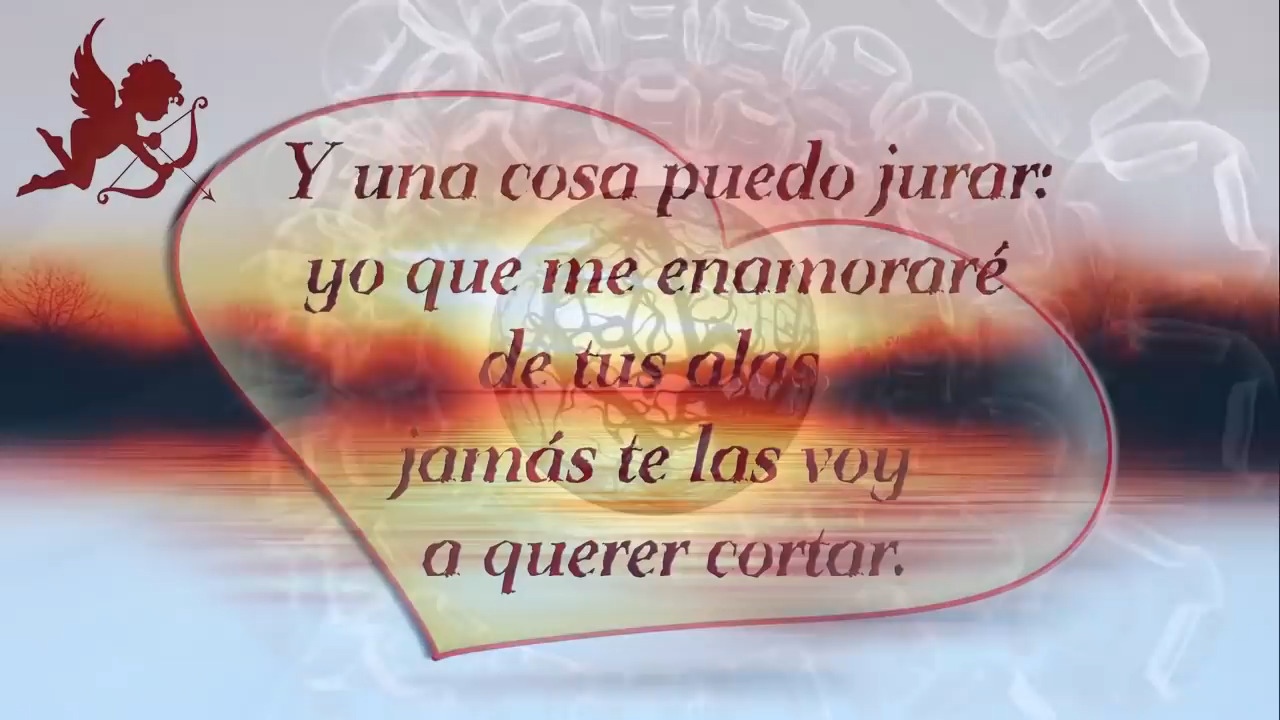 Y una cosa puedo jurar:
yo que me enamoraré
de tus alas
jamás te las voy
a querer cortar.